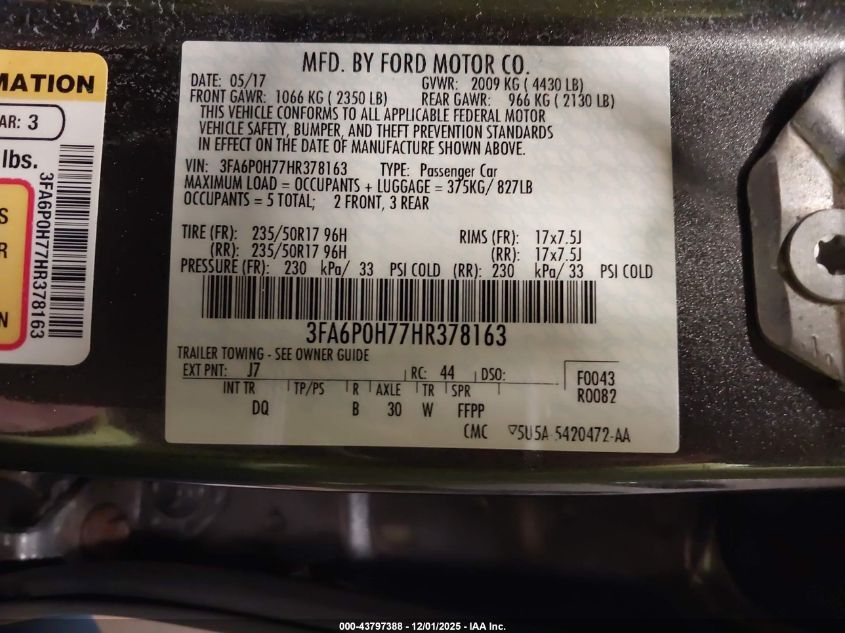 MATION
AR: 3
lbs.
S
R
N
3FA6P0H77HR378163
MFD. BY FORD MOTOR CO.
DATE: 05/17 GVWR: 2009 KG ( 4430 LB)
FRONT GAWR: 1066 KG ( 2350 LB) REAR GAWR: 966 KG ( 2130 LB)
THIS VEHICLE CONFORMS TO ALL APPLICABLE FEDERAL MOTOR
VEHICLE SAFETY, BUMPER, AND THEFT PREVENTION STANDARDS
IN EFFECT ON THE DATE OF MANUFACTURE SHOWN ABOVE.
VIN: 3FA6P0H77HR378163 TYPE: Passenger Car
MAXIMUM LOAD = OCCUPANTS + LUGGAGE = 375KG/ 827LB
OCCUPANTS = 5 TOTAL; 2 FRONT, 3 REAR
TIRE (FR): 235/50R17 96H RIMS (FR): 17x7.5J
(RR): 235/50R17 96H (RR): 17x7.5J
PRESSURE (FR): 230 kPa/ 33 PSI COLD (RR): 230 kPa/ 33 PSI COLD
3FA6P0H77HR378163
TRAILER TOWING - SEE OWNER GUIDE
EXT PNT: J7 RC: 44 DSO: F0043
INT TR TP/PS R AXLE TR SPR R0082
DQ B 30 W FFPP
CMC 5U5A-5420472-AA
000-43797388 - 12/01/2025 - IAA Inc.